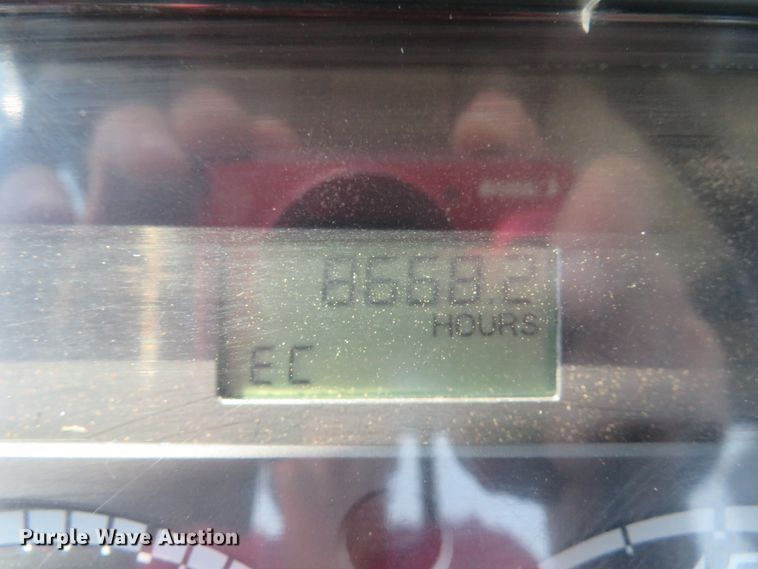 8668.2
HOURS
EC
Purple Wave Auction